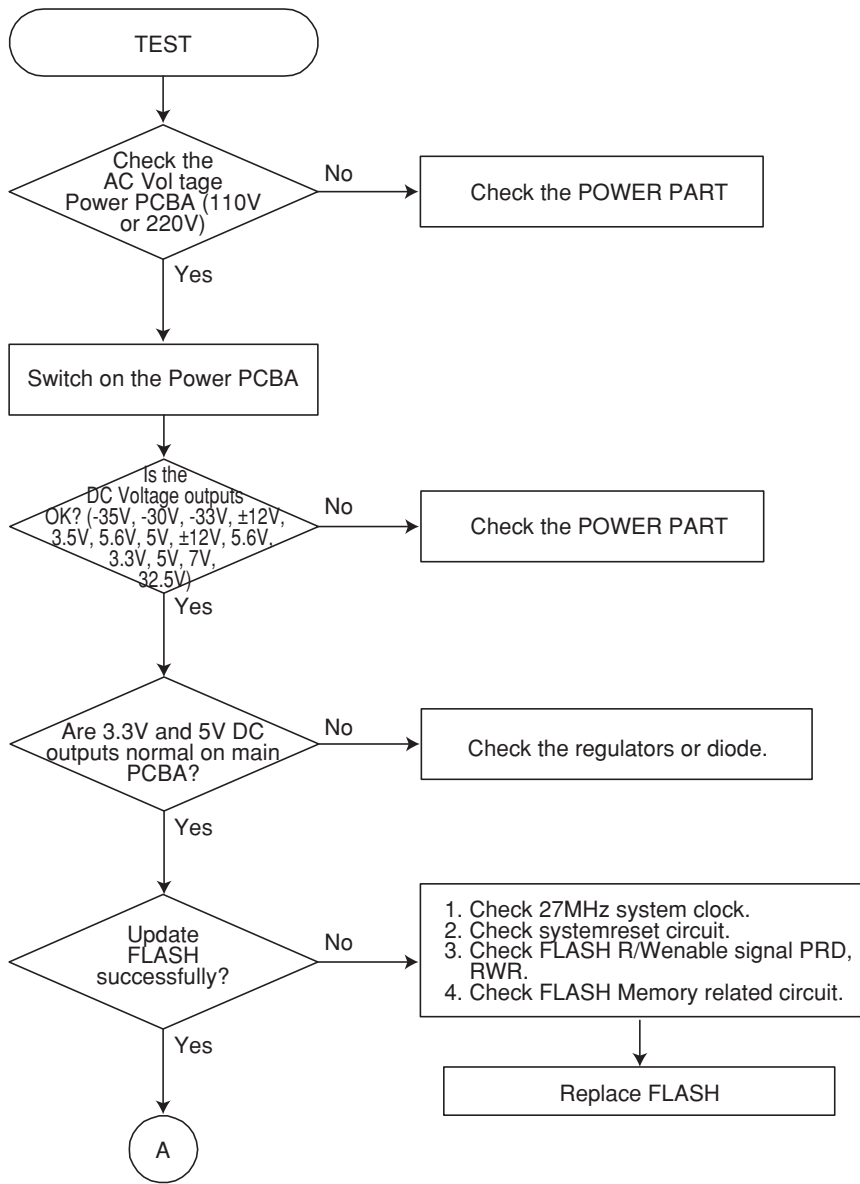 TEST
Check the
AC Vol tage
Power PCBA (110V
or 220V)
No
Check the POWER PART
Yes
Switch on the Power PCBA
Is the
DC Voltage outputs
OK? (-35V, -30V, -33V, ±12V,
3.5V, 5.6V, 5V, ±12V, 5.6V,
3.3V, 5V, 7V,
32.5V)
No
Check the POWER PART
Yes
Are 3.3V and 5V DC
outputs normal on main
PCBA?
No
Check the regulators or diode.
Yes
Update
FLASH
successfully?
No
1. Check 27MHz system clock.
2. Check systemreset circuit.
3. Check FLASH R/Wenable signal PRD,
RWR.
4. Check FLASH Memory related circuit.
Yes
Replace FLASH
A